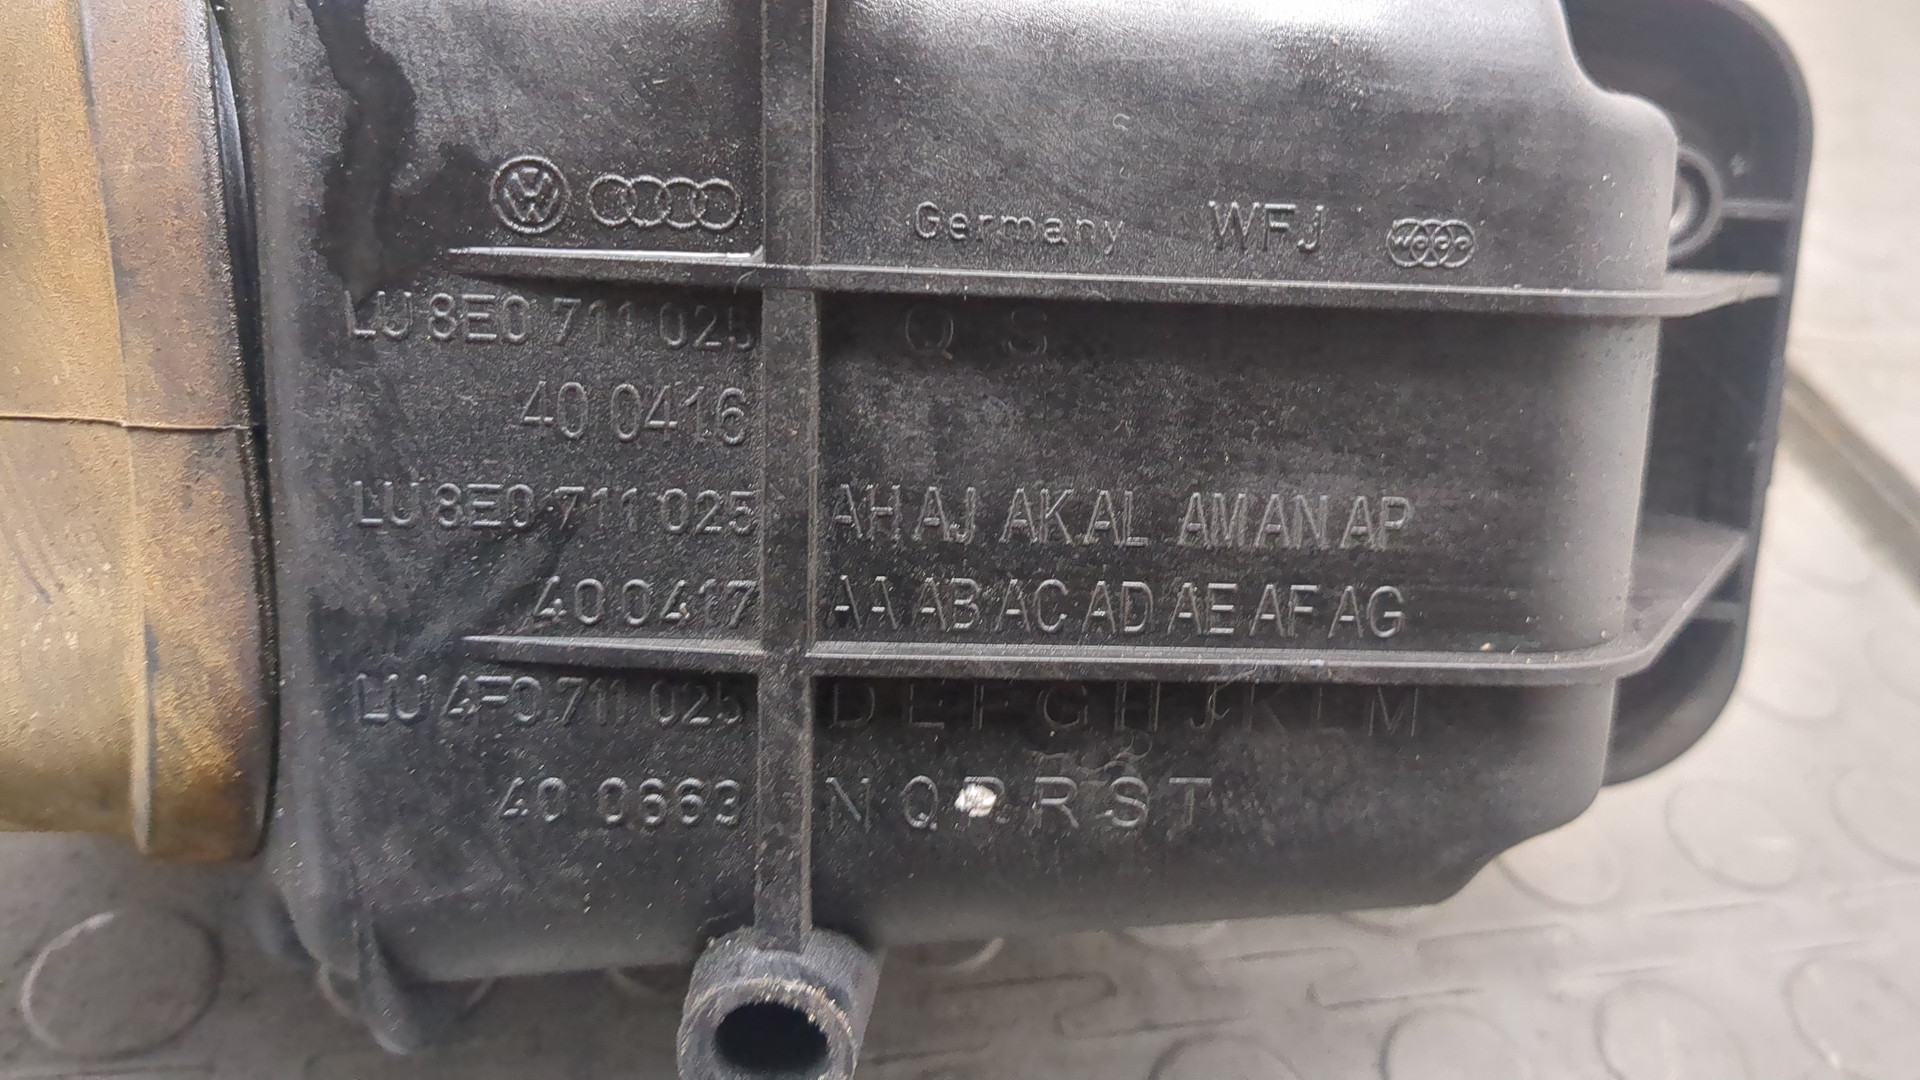 Germany WFJ
LU 8E0 711 025 Q S
40 0416
LU 8E0 711 025 AH AJ AK AL AM AN AP
40 0417 AA AB AC AD AE AF AG
LU 4F0 711 025 D E F G H J K L M
40 0663 N Q P R S T